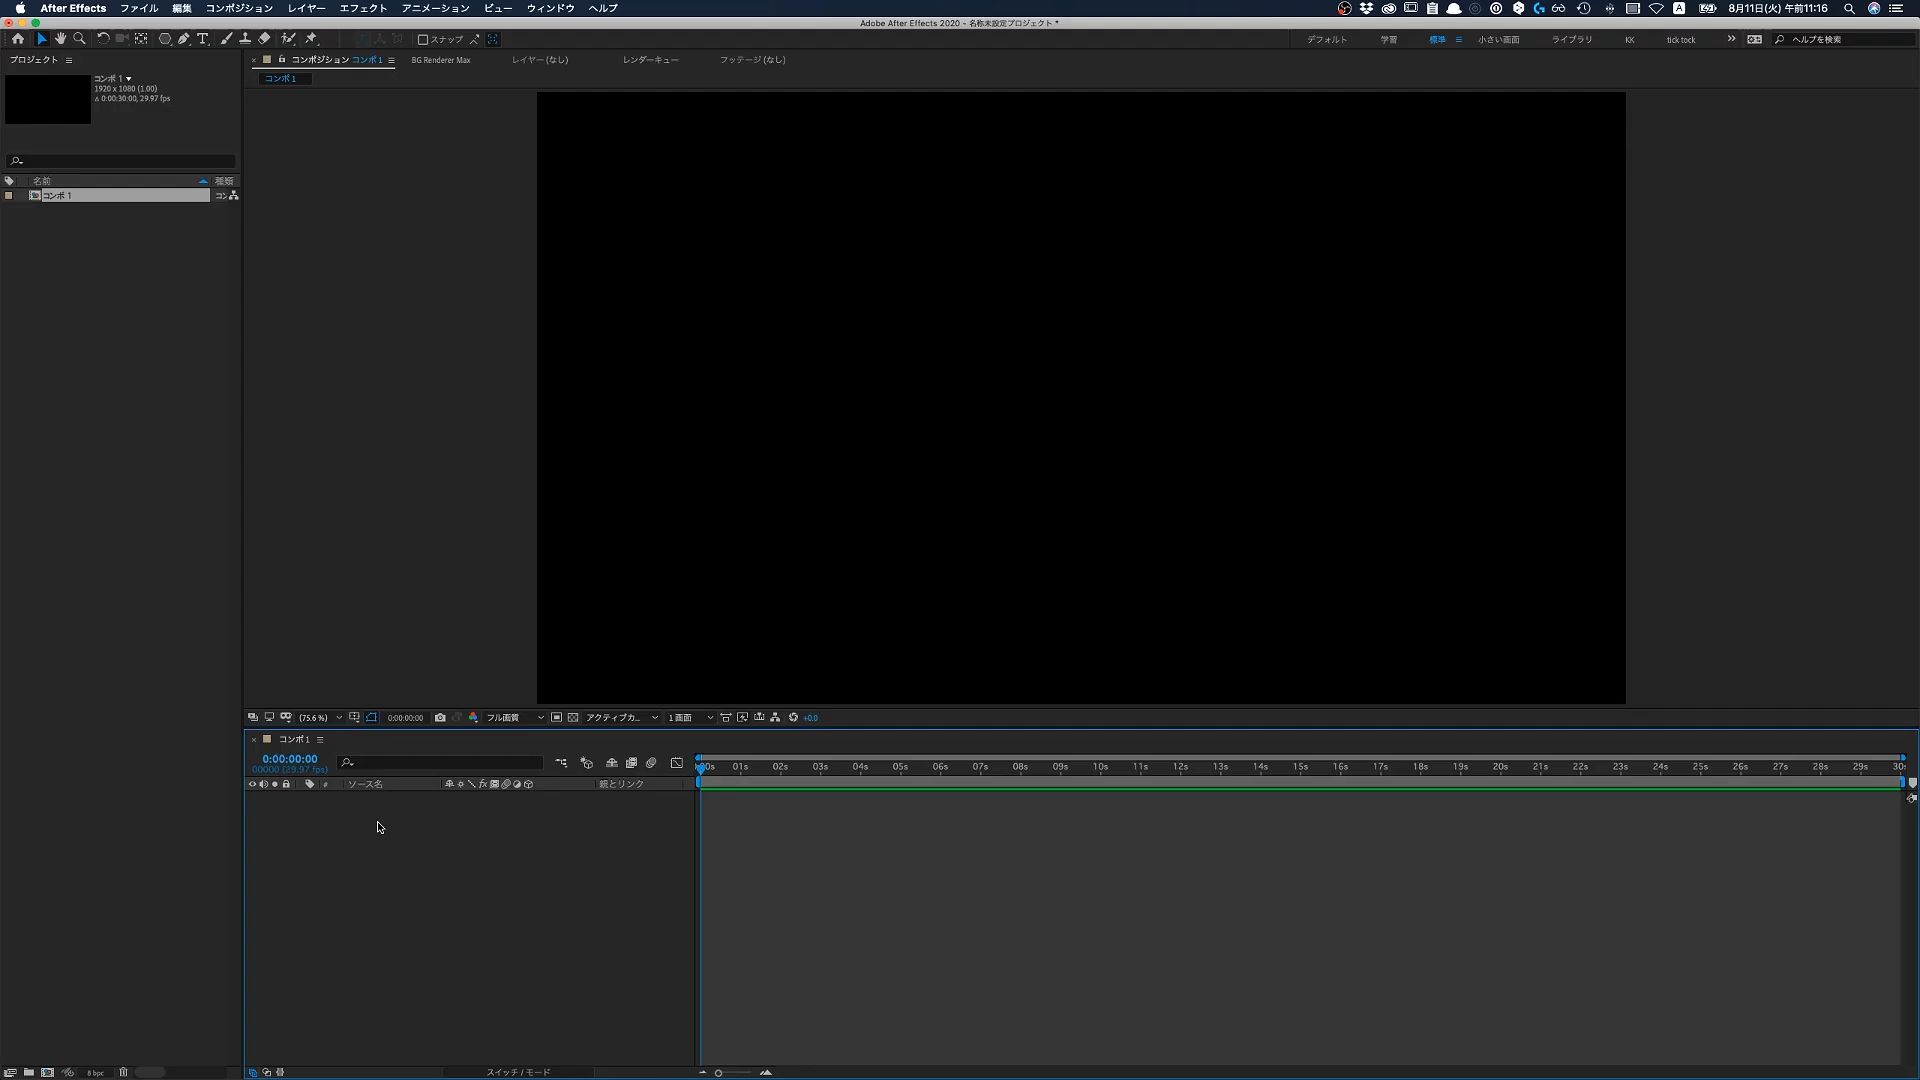 After Effects ファイル 編集 コンポジション レイヤー エフェクト アニメーション ビュー ウィンドウ ヘルプ
A 8月11日(火) 午前11:16
Adobe After Effects 2020 - 名称未設定プロジェクト *
スナップ デフォルト 学習 標準 小さい画面 ライブラリ KK tick tock ヘルプを検索
プロジェクト
コンポジション コンポ 1 BG Renderer Max レイヤー (なし) レンダーキュー フッテージ (なし)
コンポ 1
コンポ 1
1920 x 1080 (1.00)
Δ 0:00:30:00, 29.97 fps
名前 種類
コンポ 1 コン
(75.6 %) 0:00:00:00 フル画質 アクティブカ... 1 画面 +0.0
コンポ 1
0:00:00:00
00000 (29.97 fps)
01s 02s 03s 04s 05s 06s 07s 08s 09s 10s 11s 12s 13s 14s 15s 16s 17s 18s 19s 20s 21s 22s 23s 24s 25s 26s 27s 28s 29s
# ソース名 fx 親とリンク
8 bpc スイッチ / モード